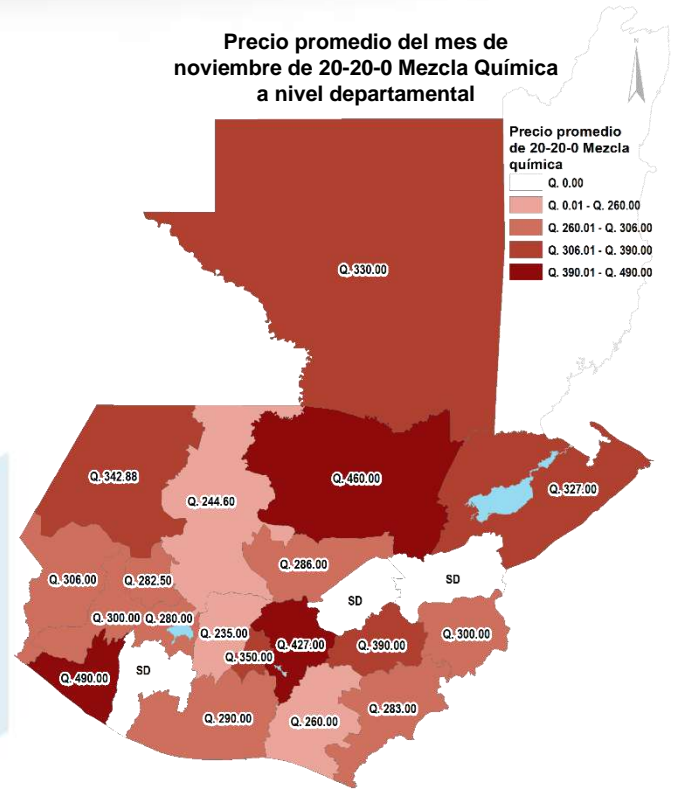 Precio promedio del mes de
noviembre de 20-20-0 Mezcla Química
a nivel departamental
N
Precio promedio
de 20-20-0 Mezcla
química
Q. 0.00
Q. 0.01 - Q. 260.00
Q. 260.01 - Q. 306.00
Q. 306.01 - Q. 390.00
Q. 390.01 - Q. 490.00
Q. 330.00
Q. 342.88
Q. 244.60
Q. 460.00
Q. 327.00
Q. 306.00
Q. 282.50
Q. 286.00
SD
SD
Q. 300.00
Q. 280.00
Q. 235.00
Q. 350.00
Q. 427.00
Q. 390.00
Q. 300.00
Q. 490.00
SD
Q. 290.00
Q. 260.00
Q. 283.00